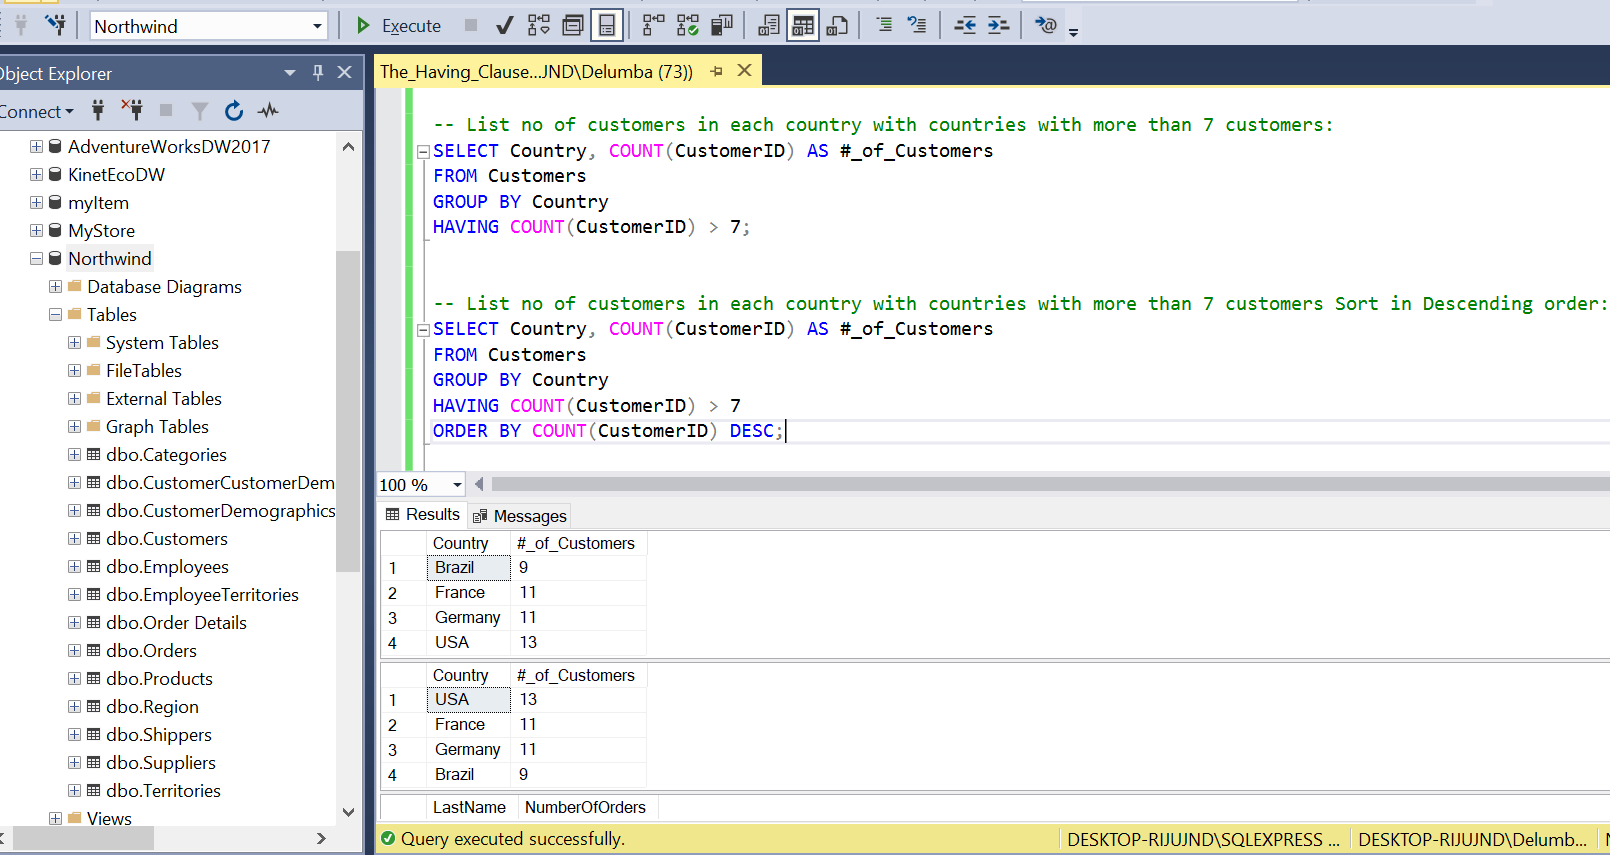 Northwind
Execute
Object Explorer
Connect
AdventureWorksDW2017
KinetEcoDW
myItem
MyStore
Northwind
Database Diagrams
Tables
System Tables
FileTables
External Tables
Graph Tables
dbo.Categories
dbo.CustomerCustomerDem
dbo.CustomerDemographics
dbo.Customers
dbo.Employees
dbo.EmployeeTerritories
dbo.Order Details
dbo.Orders
dbo.Products
dbo.Region
dbo.Shippers
dbo.Suppliers
dbo.Territories
Views
The_Having_Clause...JND\Delumba (73))
-- List no of customers in each country with countries with more than 7 customers:
SELECT Country, COUNT(CustomerID) AS #_of_Customers
FROM Customers
GROUP BY Country
HAVING COUNT(CustomerID) > 7;
-- List no of customers in each country with countries with more than 7 customers Sort in Descending order:
SELECT Country, COUNT(CustomerID) AS #_of_Customers
FROM Customers
GROUP BY Country
HAVING COUNT(CustomerID) > 7
ORDER BY COUNT(CustomerID) DESC;
100 %
Results Messages
Country #_of_Customers
1 Brazil 9
2 France 11
3 Germany 11
4 USA 13
Country #_of_Customers
1 USA 13
2 France 11
3 Germany 11
4 Brazil 9
LastName NumberOfOrders
Query executed successfully. DESKTOP-RIJUJND\SQLEXPRESS ... DESKTOP-RIJUJND\Delumb...